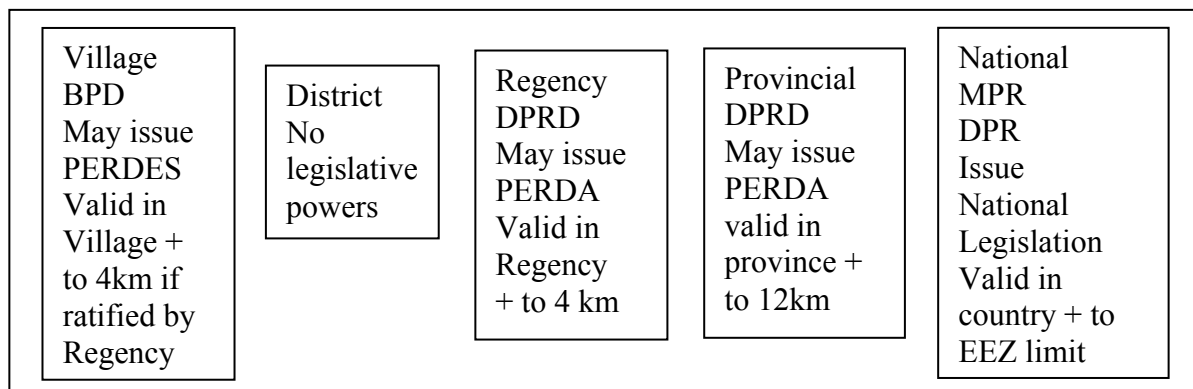 Village
BPD
May issue
PERDES
Valid in
Village +
to 4km if
ratified by
Regency
District
No
legislative
powers
Regency
DPRD
May issue
PERDA
Valid in
Regency
+ to 4 km
Provincial
DPRD
May issue
PERDA
valid in
province +
to 12km
National
MPR
DPR
Issue
National
Legislation
Valid in
country + to
EEZ limit